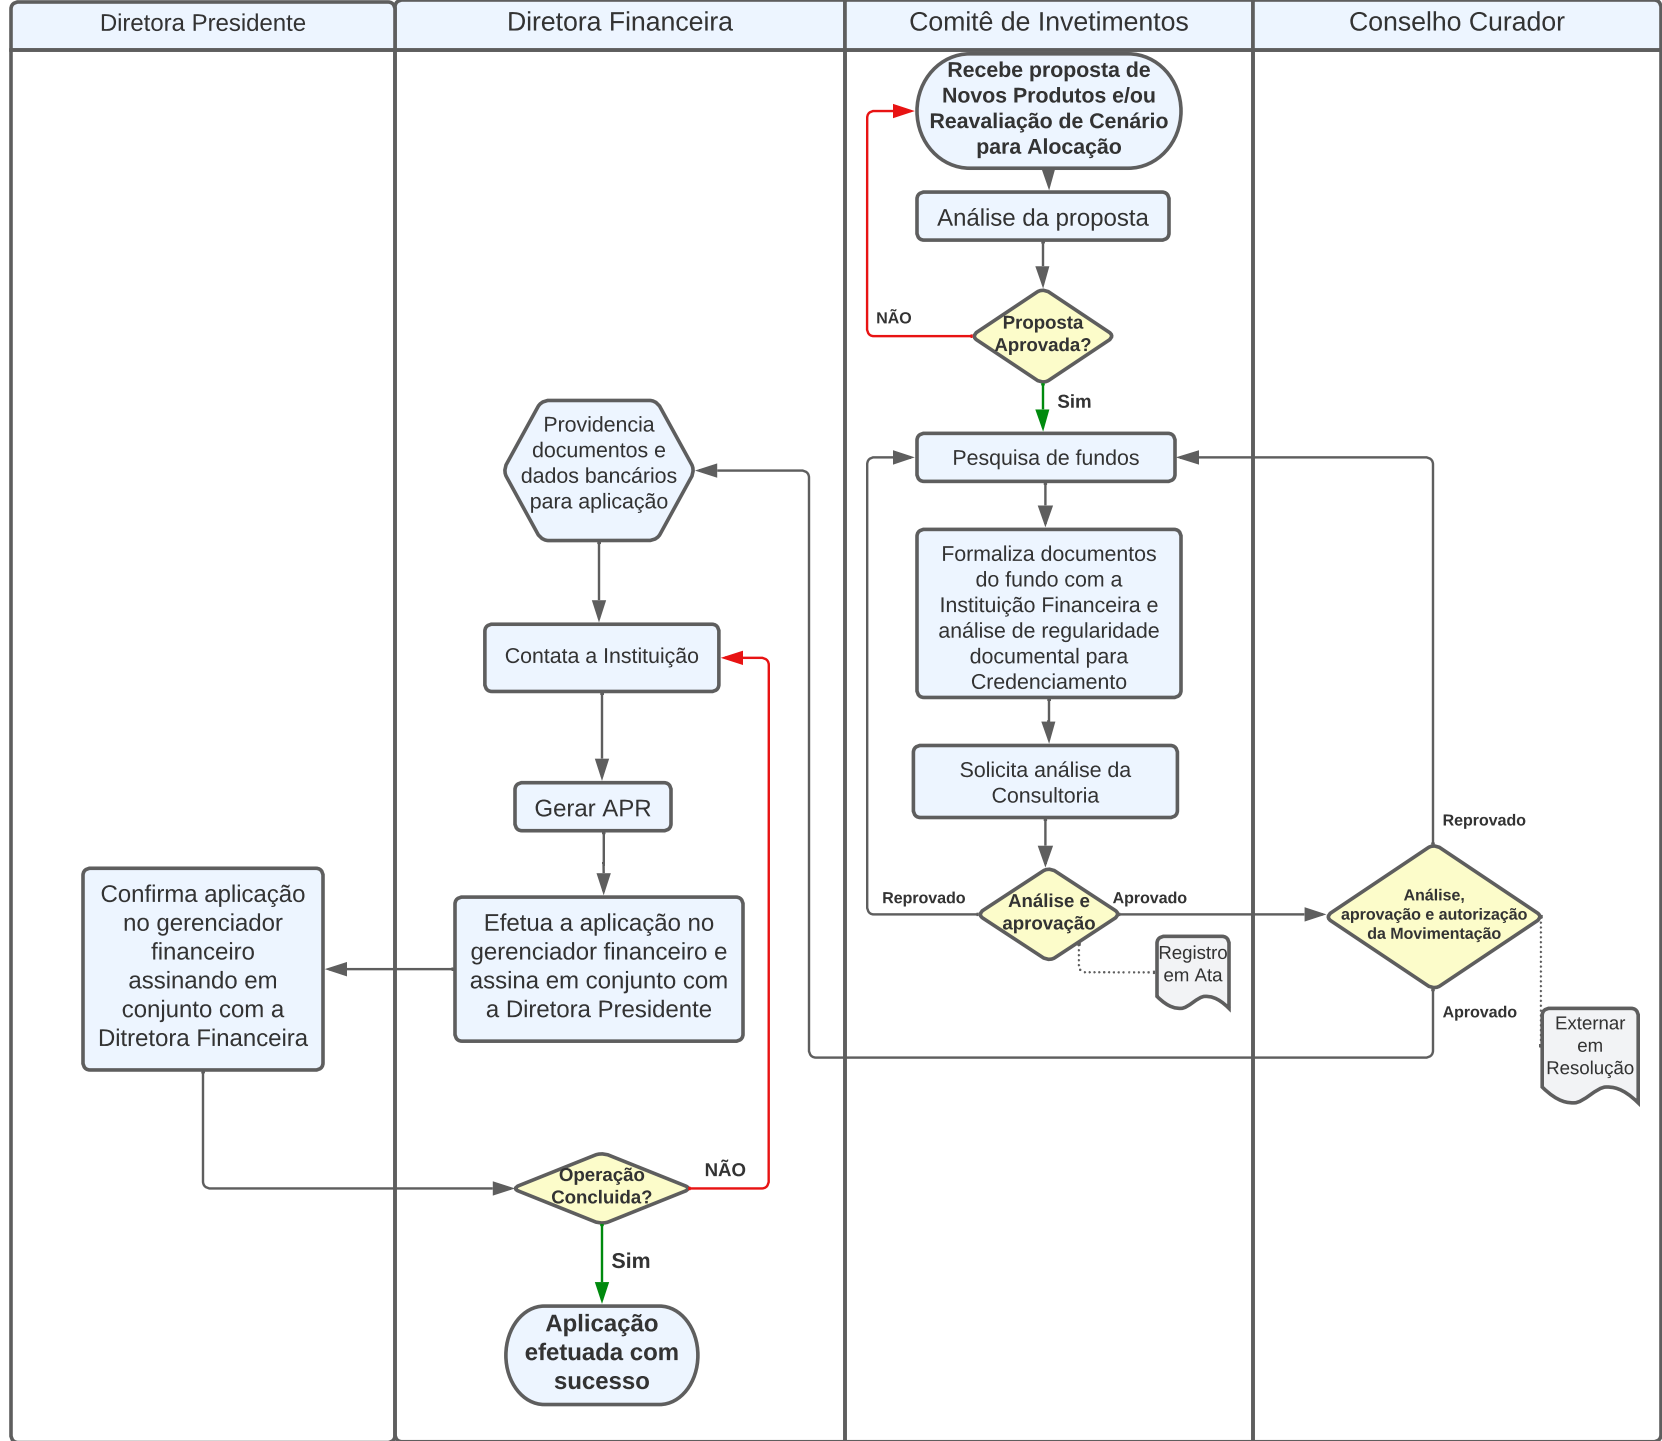 Diretora Presidente
Diretora Financeira
Comitê de Invetimentos
Conselho Curador
Recebe proposta de
Novos Produtos e/ou
Reavaliação de Cenário
para Alocação
Análise da proposta
NÃO
Proposta
Aprovada?
Sim
Pesquisa de fundos
Formaliza documentos
do fundo com a
Instituição Financeira e
análise de regularidade
documental para
Credenciamento
Solicita análise da
Consultoria
Reprovado
Análise e
aprovação
Aprovado
Registro
em Ata
Reprovado
Análise,
aprovação e autorização
da Movimentação
Aprovado
Externar
em
Resolução
Providencia
documentos e
dados bancários
para aplicação
Contata a Instituição
Gerar APR
Efetua a aplicação no
gerenciador financeiro e
assina em conjunto com
a Diretora Presidente
Confirma aplicação
no gerenciador
financeiro
assinando em
conjunto com a
Ditretora Financeira
Operação
Concluida?
NÃO
Sim
Aplicação
efetuada com
sucesso